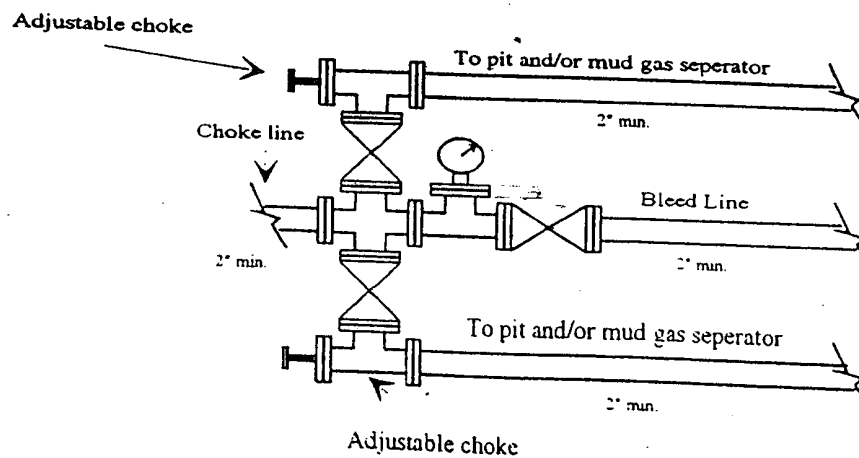 Adjustable choke
To pit and/or mud gas seperator
2" min.
Choke line
Bleed Line
2" min.
2" min.
To pit and/or mud gas seperator
2" min.
Adjustable choke